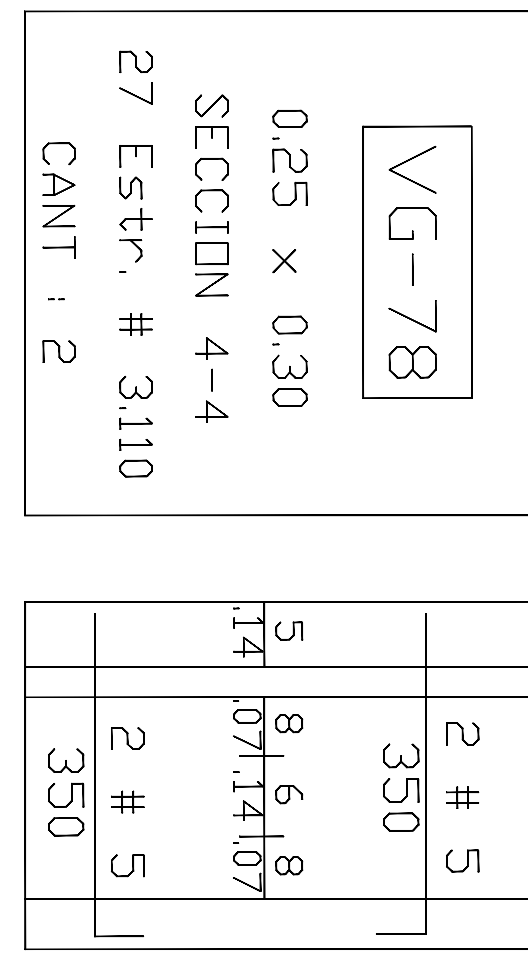 VG-78
0.25 x 0.30
SECCION 4-4
27 Estr. # 3.110
CANT : 2
2 # 5
350
5
.14
8 6 8
.07 .14 .07
2 # 5
350